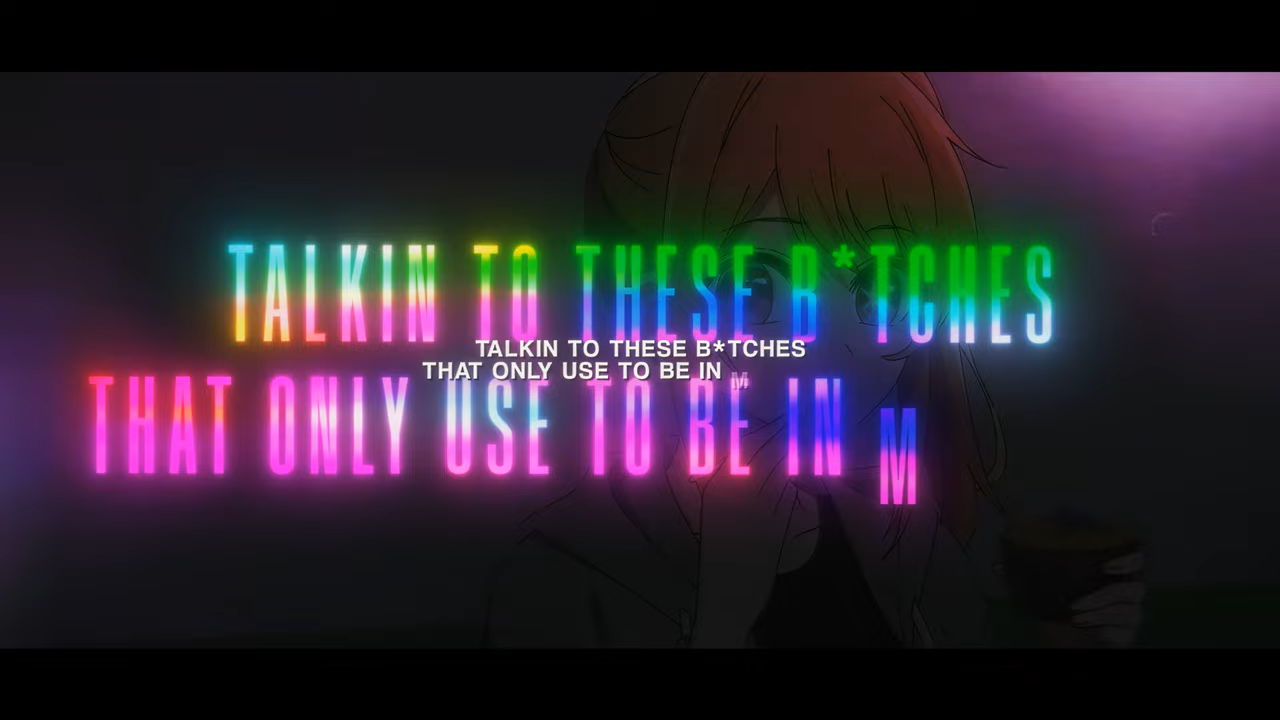 TALKIN TO THESE B*TCHES
TALKIN TO THESE B*TCHES
THAT ONLY USE TO BE IN M
THAT ONLY USE TO BE IN M